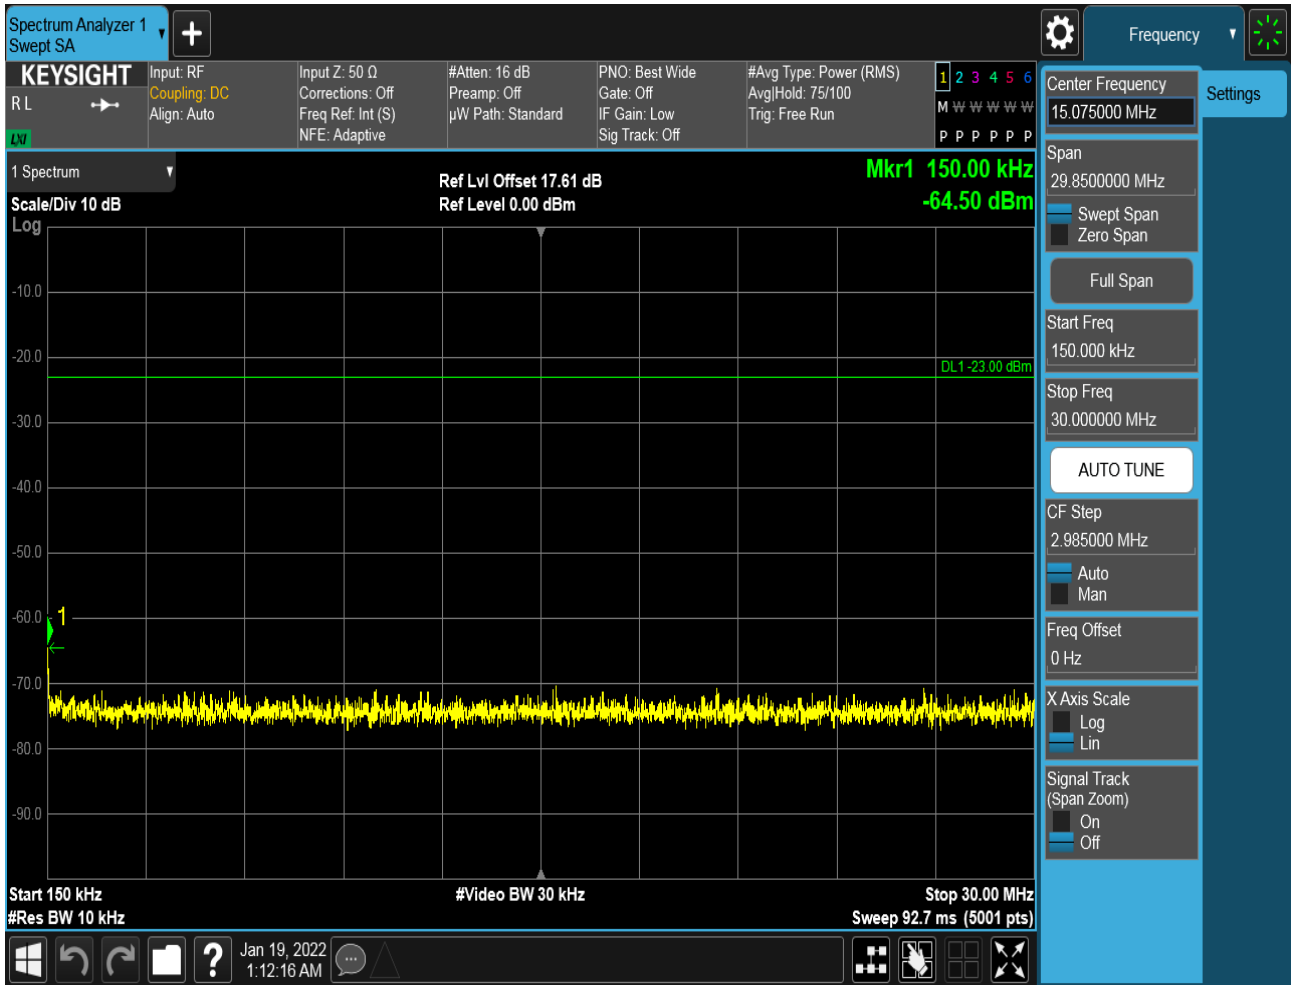 Spectrum Analyzer 1
Swept SA
Frequency
KEYSIGHT
R L
LXI
Input: RF
Coupling: DC
Align: Auto
Input Z: 50 Ω
Corrections: Off
Freq Ref: Int (S)
NFE: Adaptive
#Atten: 16 dB
Preamp: Off
µW Path: Standard
PNO: Best Wide
Gate: Off
IF Gain: Low
Sig Track: Off
#Avg Type: Power (RMS)
Avg|Hold: 75/100
Trig: Free Run
1 2 3 4 5 6
M W W W W W
P P P P P P
1 Spectrum
Scale/Div 10 dB
Log
Ref Lvl Offset 17.61 dB
Ref Level 0.00 dBm
Mkr1 150.00 kHz
-64.50 dBm
-10.0
-20.0
DL1 -23.00 dBm
-30.0
-40.0
-50.0
-60.0
1
-70.0
-80.0
-90.0
Start 150 kHz
#Res BW 10 kHz
#Video BW 30 kHz
Stop 30.00 MHz
Sweep 92.7 ms (5001 pts)
Jan 19, 2022
1:12:16 AM
Center Frequency
15.075000 MHz
Settings
Span
29.8500000 MHz
Swept Span
Zero Span
Full Span
Start Freq
150.000 kHz
Stop Freq
30.000000 MHz
AUTO TUNE
CF Step
2.985000 MHz
Auto
Man
Freq Offset
0 Hz
X Axis Scale
Log
Lin
Signal Track
(Span Zoom)
On
Off